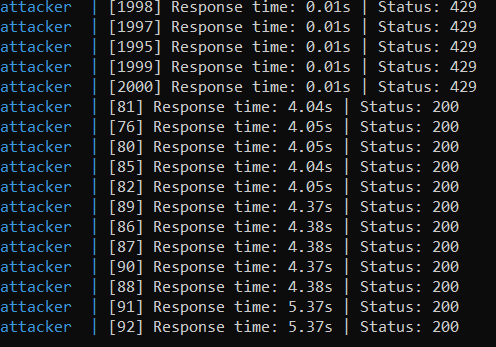 attacker | [1998] Response time: 0.01s | Status: 429
attacker | [1997] Response time: 0.01s | Status: 429
attacker | [1995] Response time: 0.01s | Status: 429
attacker | [1999] Response time: 0.01s | Status: 429
attacker | [2000] Response time: 0.01s | Status: 429
attacker | [81] Response time: 4.04s | Status: 200
attacker | [76] Response time: 4.05s | Status: 200
attacker | [80] Response time: 4.05s | Status: 200
attacker | [85] Response time: 4.04s | Status: 200
attacker | [82] Response time: 4.05s | Status: 200
attacker | [89] Response time: 4.37s | Status: 200
attacker | [86] Response time: 4.38s | Status: 200
attacker | [87] Response time: 4.38s | Status: 200
attacker | [90] Response time: 4.37s | Status: 200
attacker | [88] Response time: 4.38s | Status: 200
attacker | [91] Response time: 5.37s | Status: 200
attacker | [92] Response time: 5.37s | Status: 200